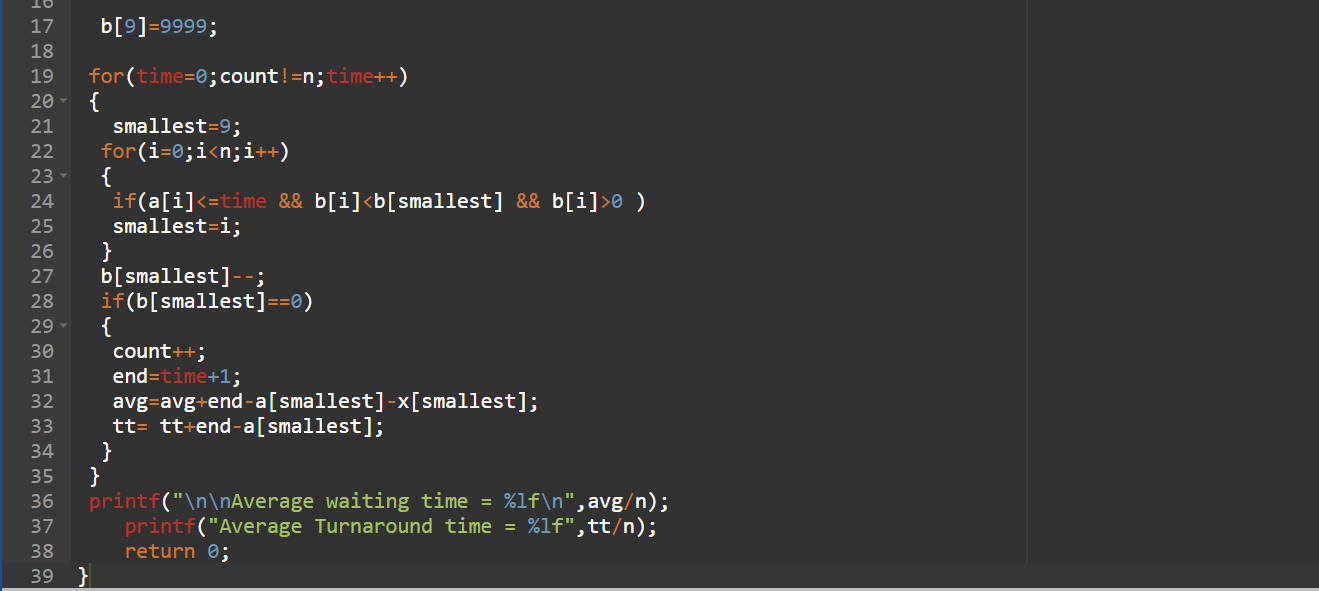 16
17 b[9]=9999;
18
19 for(time=0;count!=n;time++)
20 {
21 smallest=9;
22 for(i=0;i<n;i++)
23 {
24 if(a[i]<=time && b[i]<b[smallest] && b[i]>0 )
25 smallest=i;
26 }
27 b[smallest]--;
28 if(b[smallest]==0)
29 {
30 count++;
31 end=time+1;
32 avg=avg+end-a[smallest]-x[smallest];
33 tt= tt+end-a[smallest];
34 }
35 }
36 printf("\n\nAverage waiting time = %lf\n",avg/n);
37 printf("Average Turnaround time = %lf",tt/n);
38 return 0;
39 }